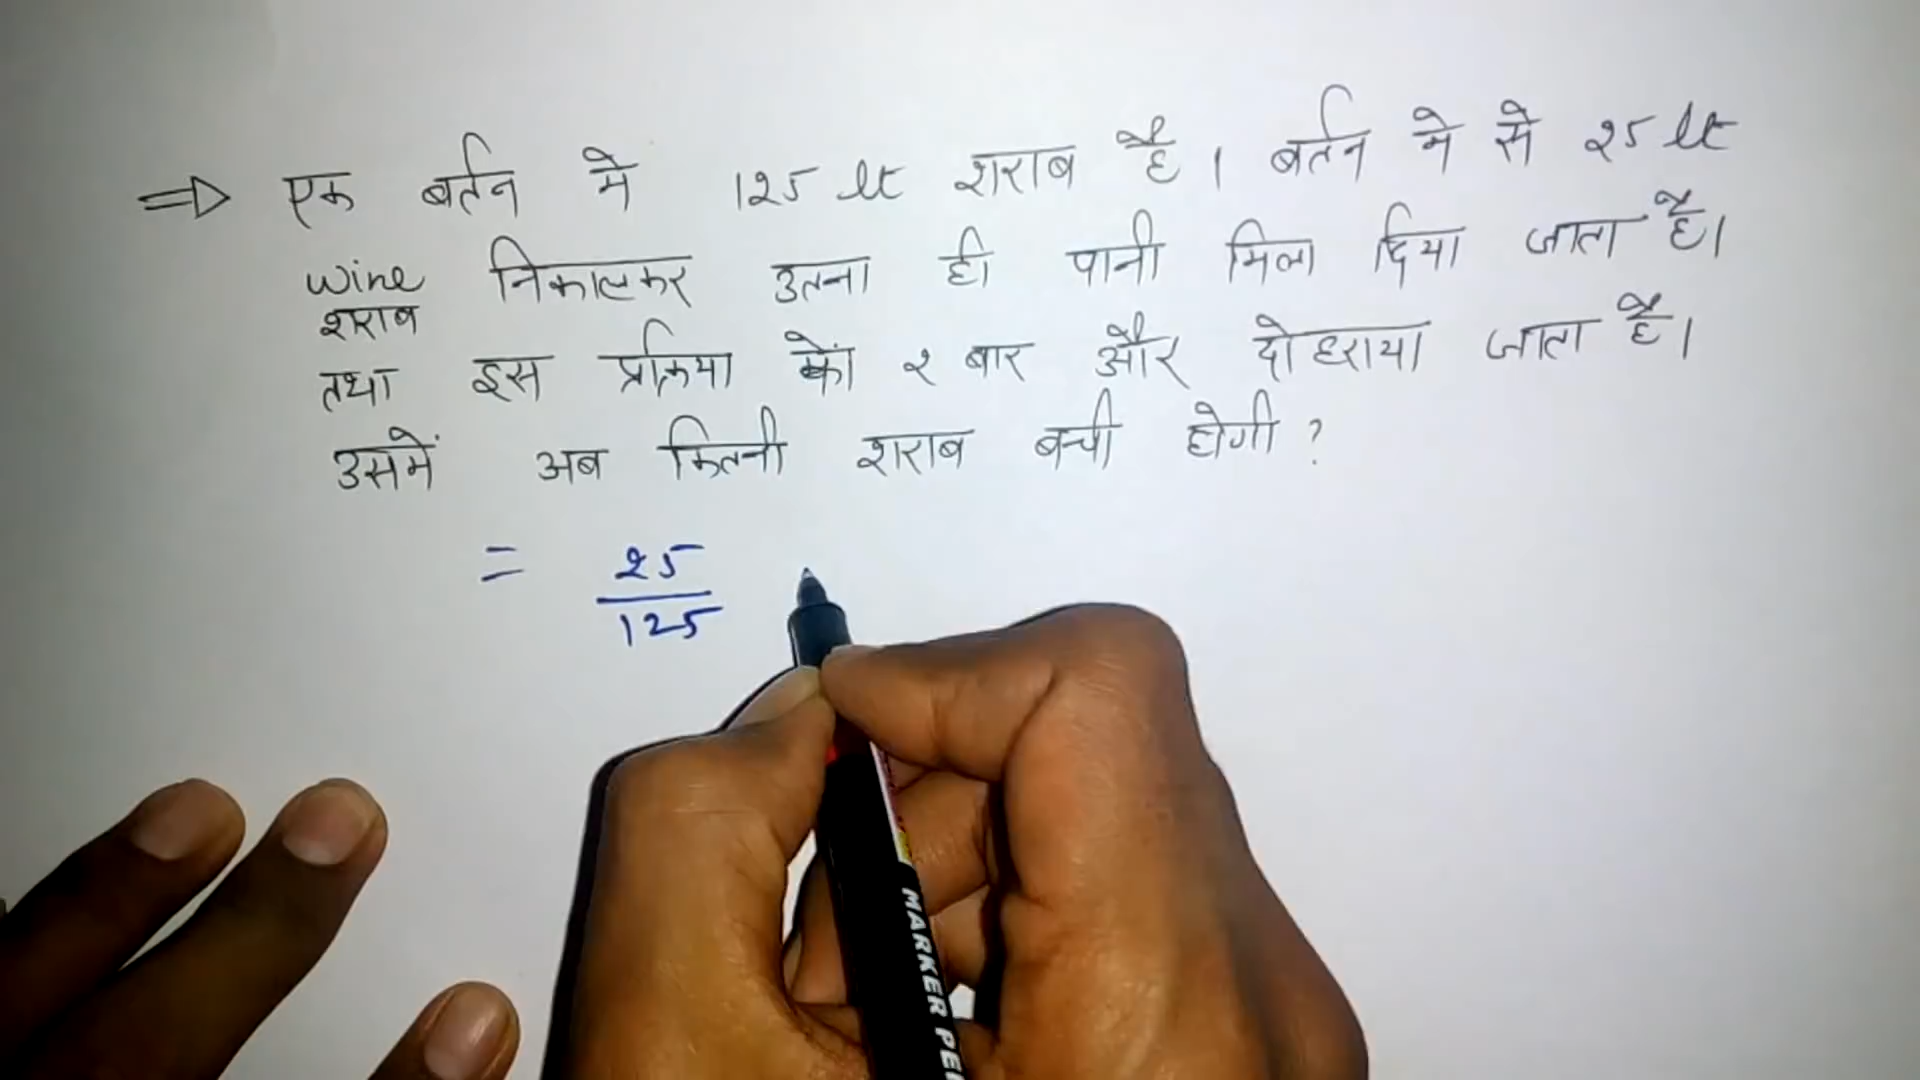 ⇒ एक बर्तन मे 125 lt शराब है। बर्तन मे से 25 lt
wine निकालकर उतना ही पानी मिला दिया जाता है।
शराब
तथा इस प्रक्रिया को 2 बार और दोहराया जाता है।
उसमें अब कितनी शराब बची होगी ?
= 25
125
MARKER PE